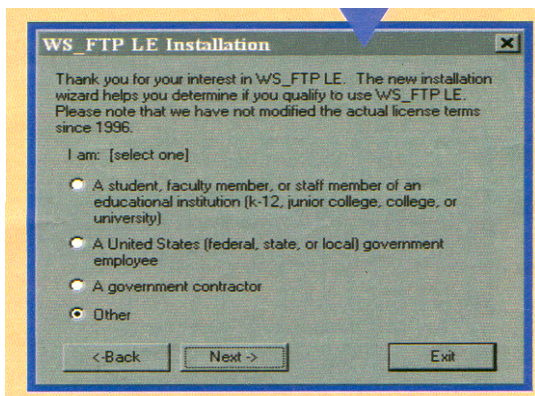 WS_FTP LE Installation
Thank you for your interest in WS_FTP LE. The new installation
wizard helps you determine if you qualify to use WS_FTP LE.
Please note that we have not modified the actual license terms
since 1996.
I am: [select one]
A student, faculty member, or staff member of an
educational institution (k-12, junior college, college, or
university)
A United States (federal, state, or local) government
employee
A government contractor
Other
<-Back Next -> Exit